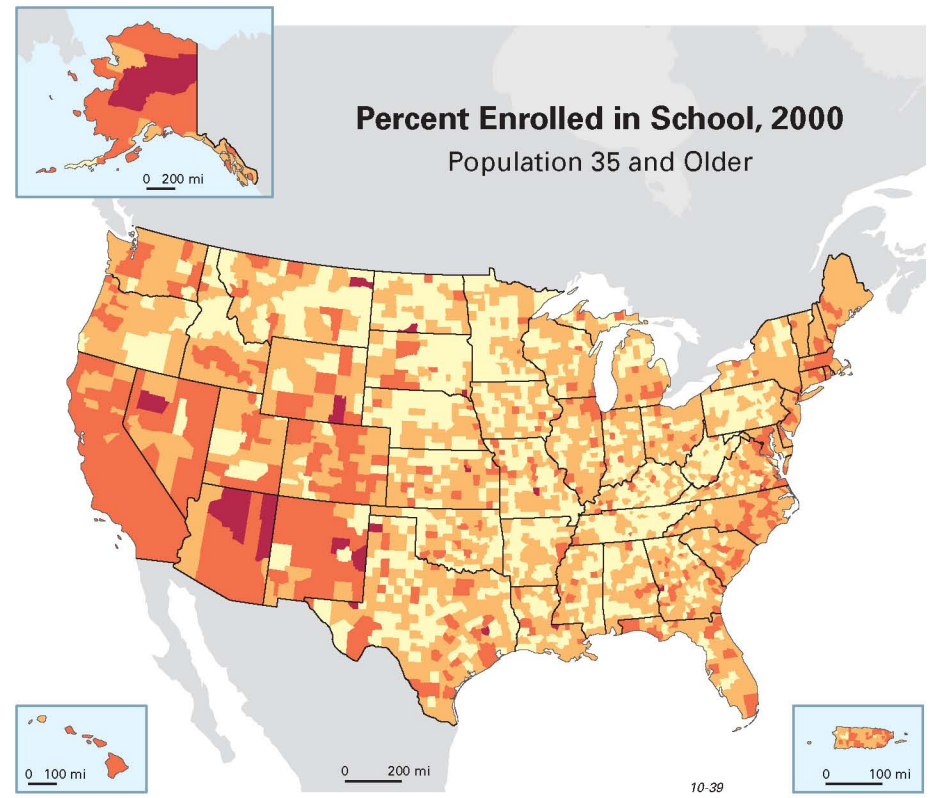 0 200 mi
Percent Enrolled in School, 2000
Population 35 and Older
0 100 mi
0 200 mi
10-39
0 100 mi